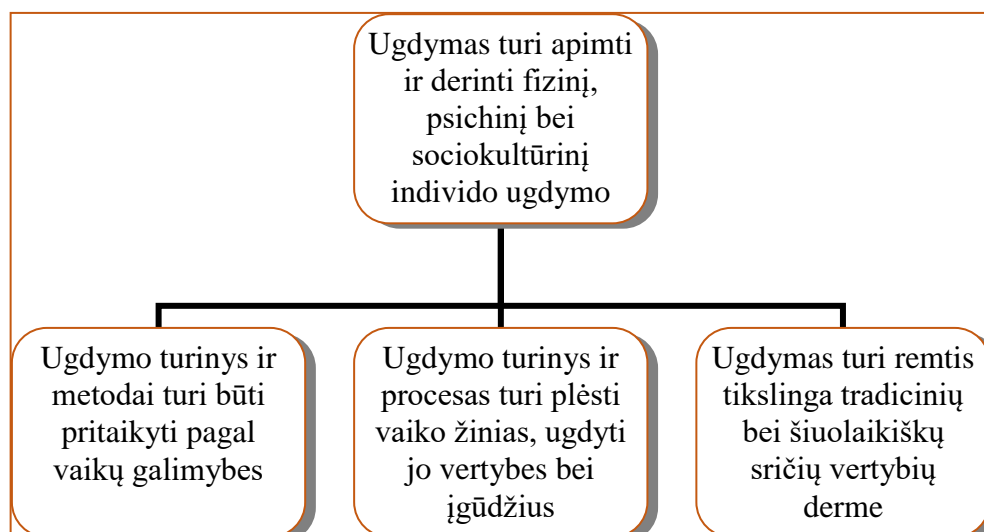 Ugdymas turi apimti
ir derinti fizinį,
psichinį bei
sociokultūrinį
individo ugdymo
Ugdymo turinys ir
metodai turi būti
pritaikyti pagal
vaikų galimybes
Ugdymo turinys ir
procesas turi plėsti
vaiko žinias, ugdyti
jo vertybes bei
įgūdžius
Ugdymas turi remtis
tikslinga tradicinių
bei šiuolaikiškų
sričių vertybių
derme